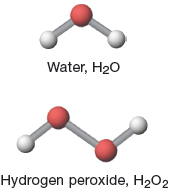 Water, H2O
Hydrogen peroxide, H2O2